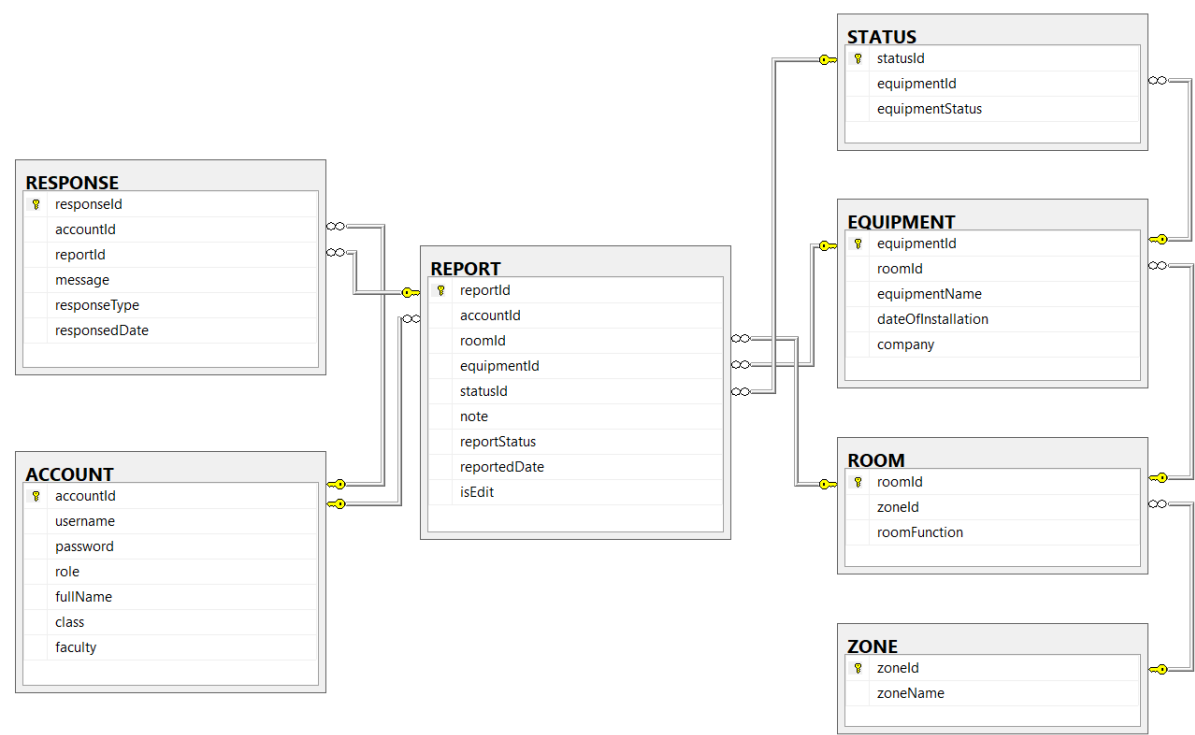 RESPONSE
responseId
accountId
reportId
message
responseType
responsedDate
ACCOUNT
accountId
username
password
role
fullName
class
faculty
REPORT
reportId
accountId
roomId
equipmentId
statusId
note
reportStatus
reportedDate
isEdit
STATUS
statusId
equipmentId
equipmentStatus
EQUIPMENT
equipmentId
roomId
equipmentName
dateOfInstallation
company
ROOM
roomId
zoneId
roomFunction
ZONE
zoneId
zoneName